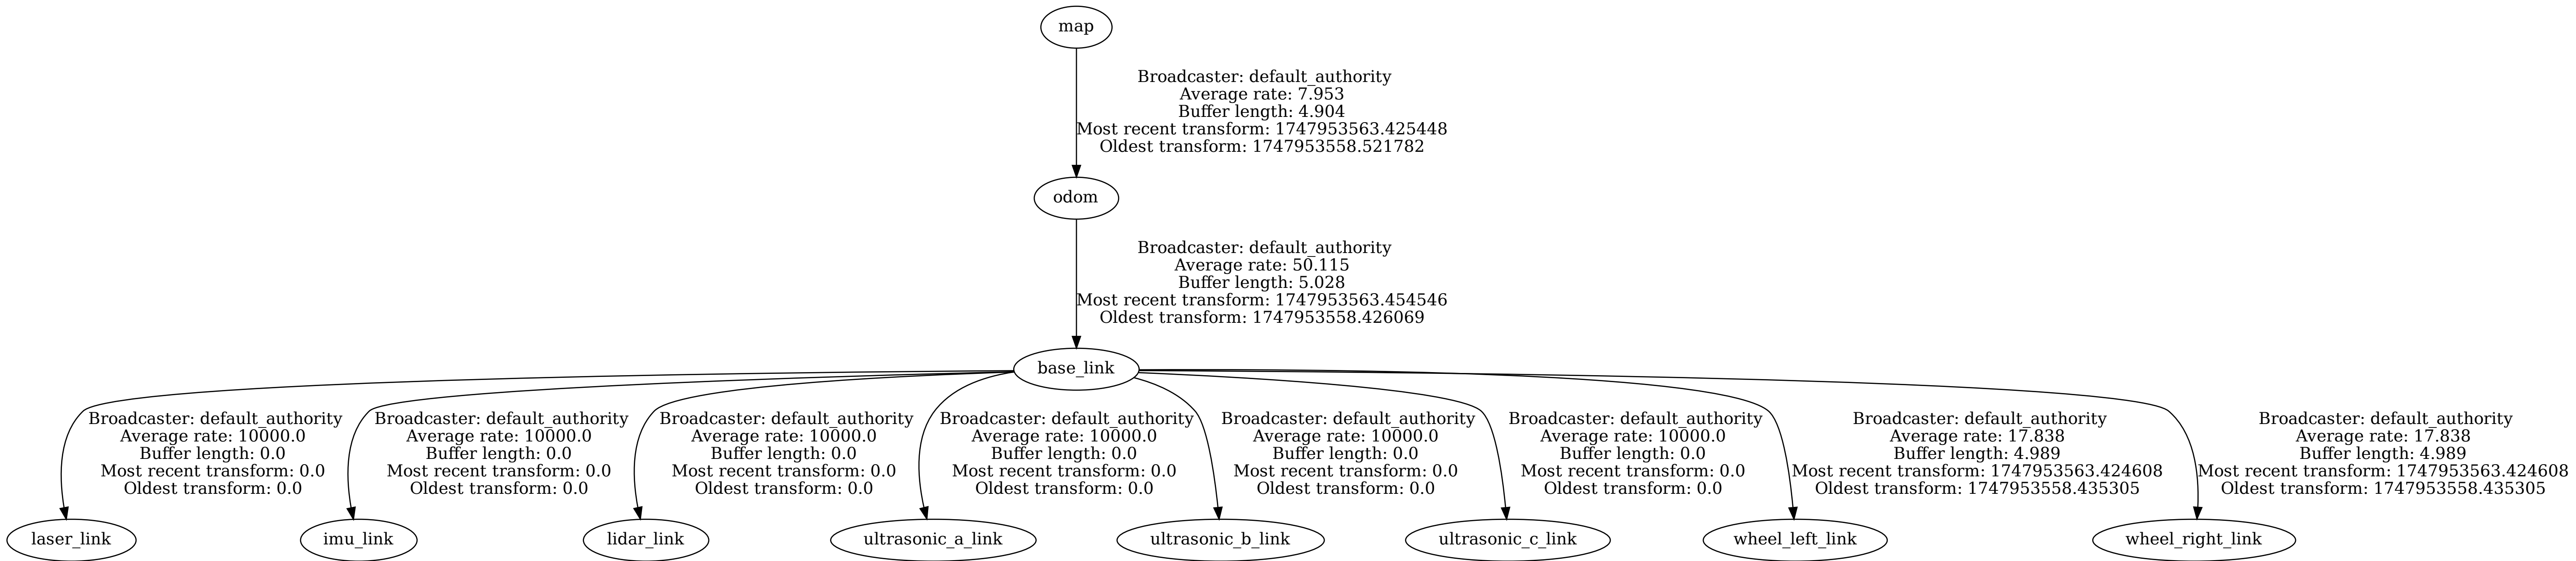 map
Broadcaster: default_authority
Average rate: 7.953
Buffer length: 4.904
Most recent transform: 1747953563.425448
Oldest transform: 1747953558.521782
odom
Broadcaster: default_authority
Average rate: 50.115
Buffer length: 5.028
Most recent transform: 1747953563.454546
Oldest transform: 1747953558.426069
base_link
Broadcaster: default_authority
Average rate: 10000.0
Buffer length: 0.0
Most recent transform: 0.0
Oldest transform: 0.0
Broadcaster: default_authority
Average rate: 10000.0
Buffer length: 0.0
Most recent transform: 0.0
Oldest transform: 0.0
Broadcaster: default_authority
Average rate: 10000.0
Buffer length: 0.0
Most recent transform: 0.0
Oldest transform: 0.0
Broadcaster: default_authority
Average rate: 10000.0
Buffer length: 0.0
Most recent transform: 0.0
Oldest transform: 0.0
Broadcaster: default_authority
Average rate: 10000.0
Buffer length: 0.0
Most recent transform: 0.0
Oldest transform: 0.0
Broadcaster: default_authority
Average rate: 10000.0
Buffer length: 0.0
Most recent transform: 0.0
Oldest transform: 0.0
Broadcaster: default_authority
Average rate: 17.838
Buffer length: 4.989
Most recent transform: 1747953563.424608
Oldest transform: 1747953558.435305
Broadcaster: default_authority
Average rate: 17.838
Buffer length: 4.989
Most recent transform: 1747953563.424608
Oldest transform: 1747953558.435305
laser_link
imu_link
lidar_link
ultrasonic_a_link
ultrasonic_b_link
ultrasonic_c_link
wheel_left_link
wheel_right_link